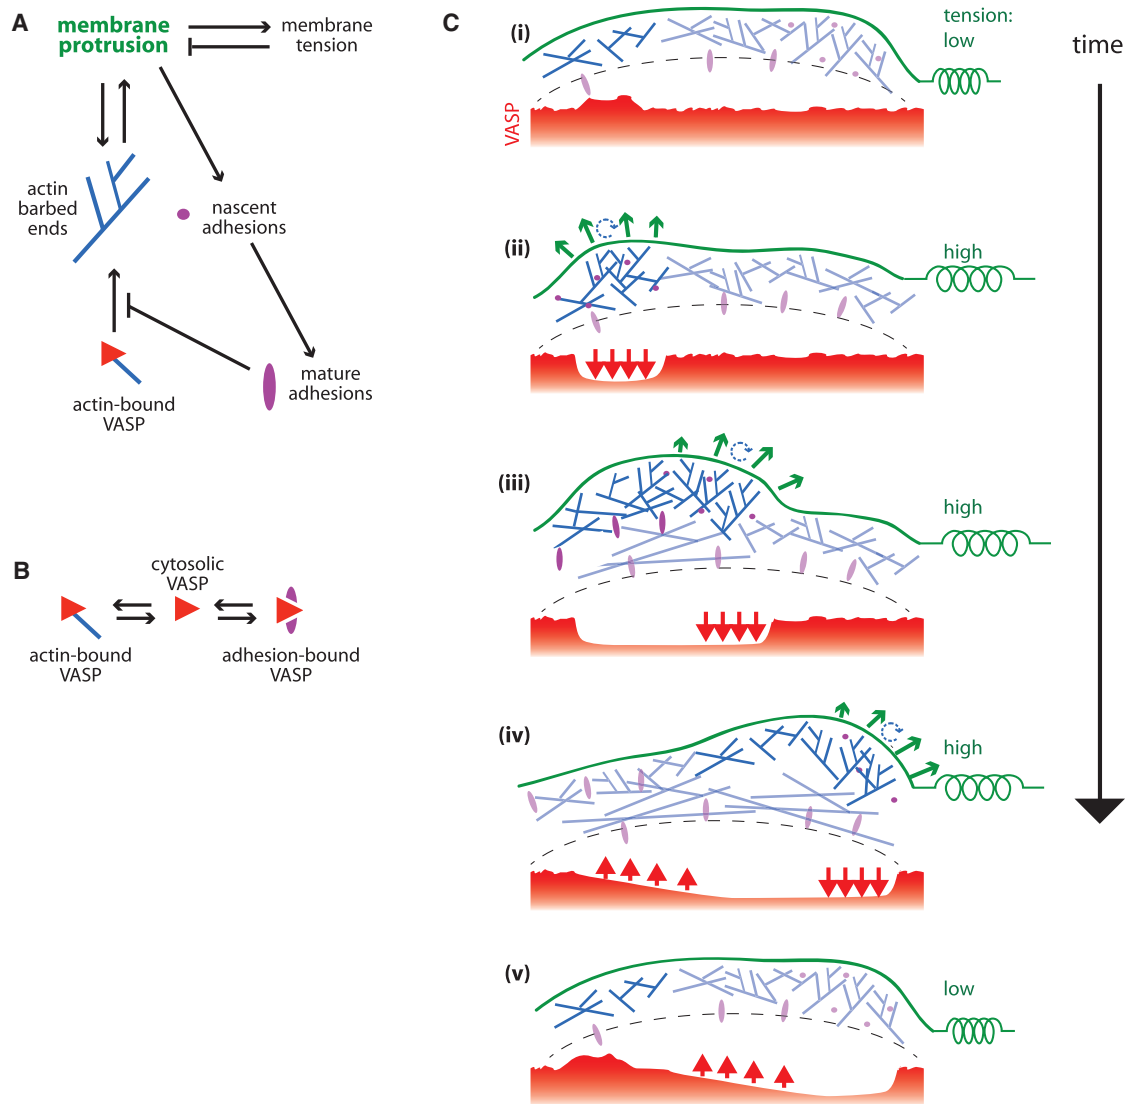 A
membrane
protrusion
membrane
tension
actin
barbed
ends
nascent
adhesions
mature
adhesions
actin-bound
VASP
B
cytosolic
VASP
actin-bound
VASP
adhesion-bound
VASP
C
(i)
tension:
low
time
VASP
(ii)
high
(iii)
high
(iv)
high
(v)
low